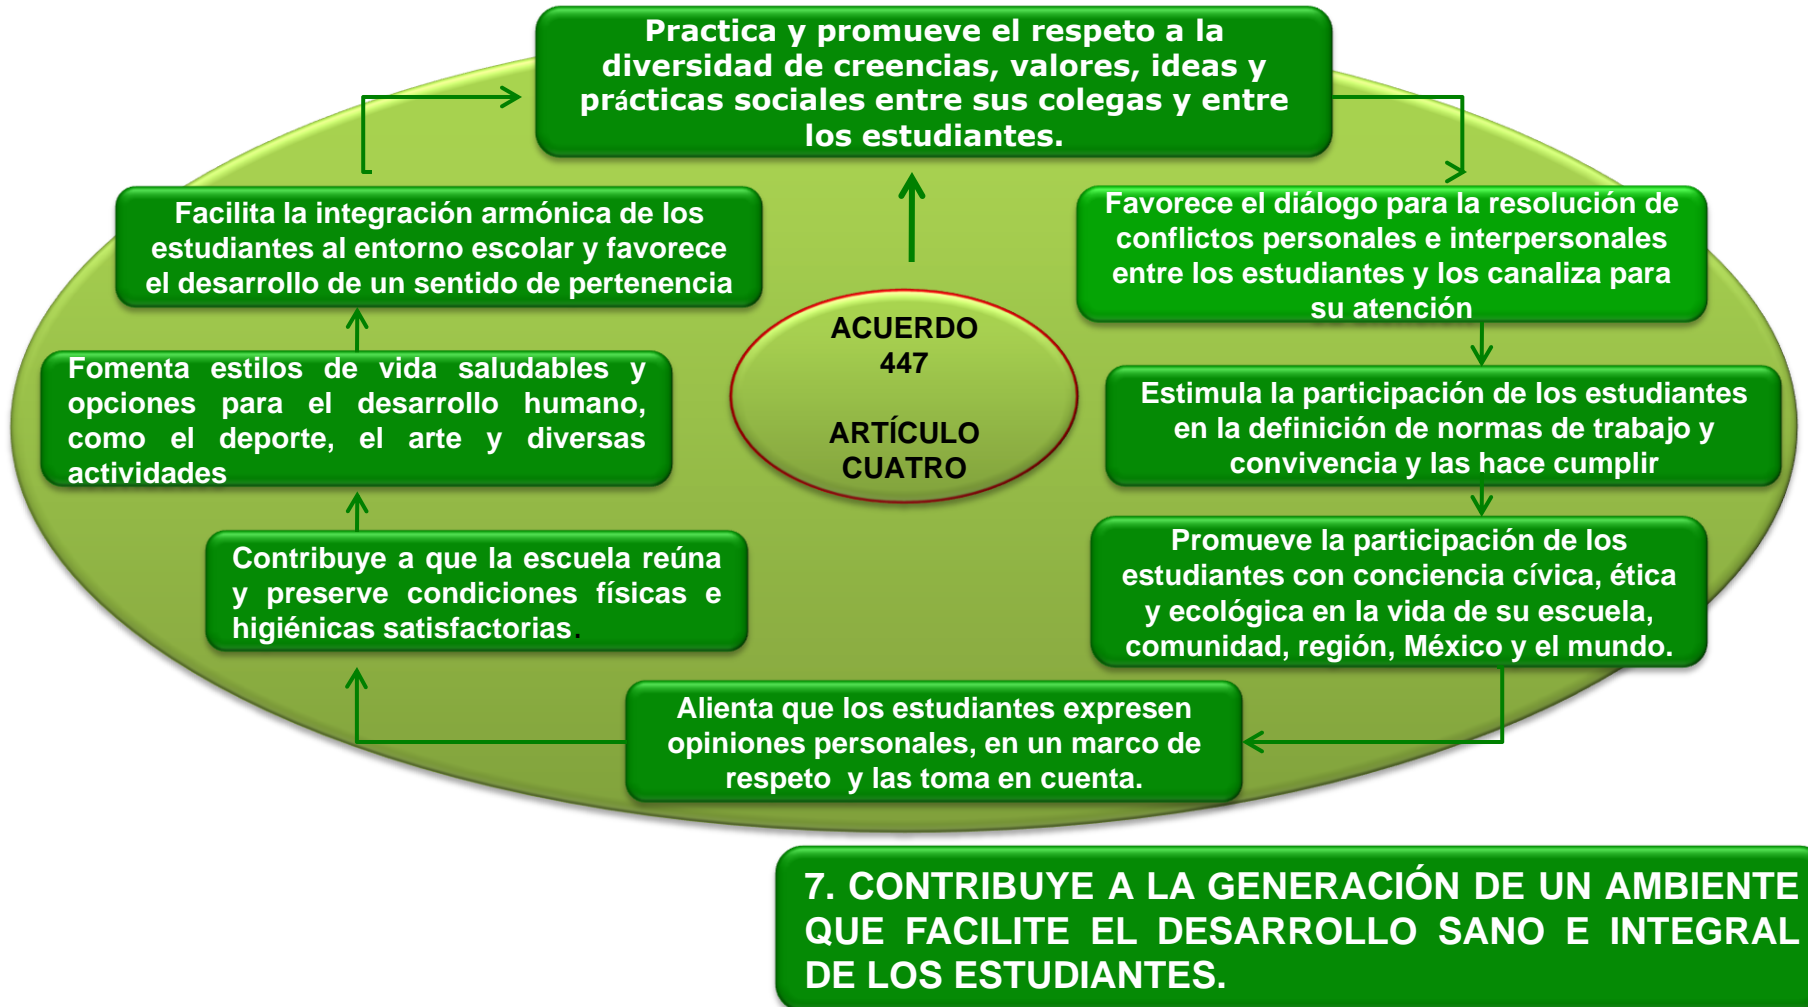 Practica y promueve el respeto a la
diversidad de creencias, valores, ideas y
prácticas sociales entre sus colegas y entre
los estudiantes.
Favorece el diálogo para la resolución de
conflictos personales e interpersonales
entre los estudiantes y los canaliza para
su atención
Estimula la participación de los estudiantes
en la definición de normas de trabajo y
convivencia y las hace cumplir
Promueve la participación de los
estudiantes con conciencia cívica, ética
y ecológica en la vida de su escuela,
comunidad, región, México y el mundo.
Alienta que los estudiantes expresen
opiniones personales, en un marco de
respeto y las toma en cuenta.
Contribuye a que la escuela reúna
y preserve condiciones físicas e
higiénicas satisfactorias.
Fomenta estilos de vida saludables y
opciones para el desarrollo humano,
como el deporte, el arte y diversas
actividades
Facilita la integración armónica de los
estudiantes al entorno escolar y favorece
el desarrollo de un sentido de pertenencia
ACUERDO
447
ARTÍCULO
CUATRO
7. CONTRIBUYE A LA GENERACIÓN DE UN AMBIENTE
QUE FACILITE EL DESARROLLO SANO E INTEGRAL
DE LOS ESTUDIANTES.